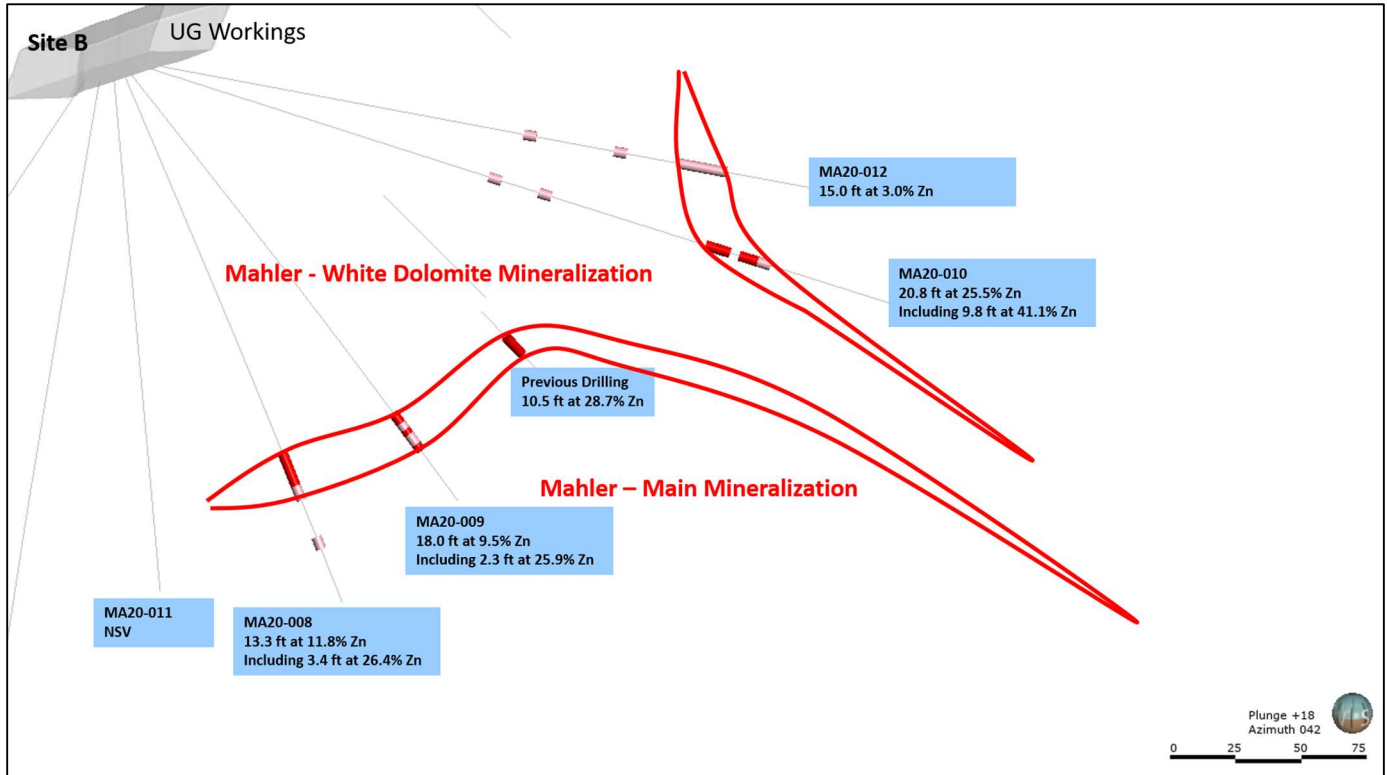 Site B
UG Workings
MA20-012
15.0 ft at 3.0% Zn
MA20-010
20.8 ft at 25.5% Zn
Including 9.8 ft at 41.1% Zn
Mahler - White Dolomite Mineralization
Previous Drilling
10.5 ft at 28.7% Zn
Mahler – Main Mineralization
MA20-009
18.0 ft at 9.5% Zn
Including 2.3 ft at 25.9% Zn
MA20-011
NSV
MA20-008
13.3 ft at 11.8% Zn
Including 3.4 ft at 26.4% Zn
Plunge +18
Azimuth 042
0 25 50 75